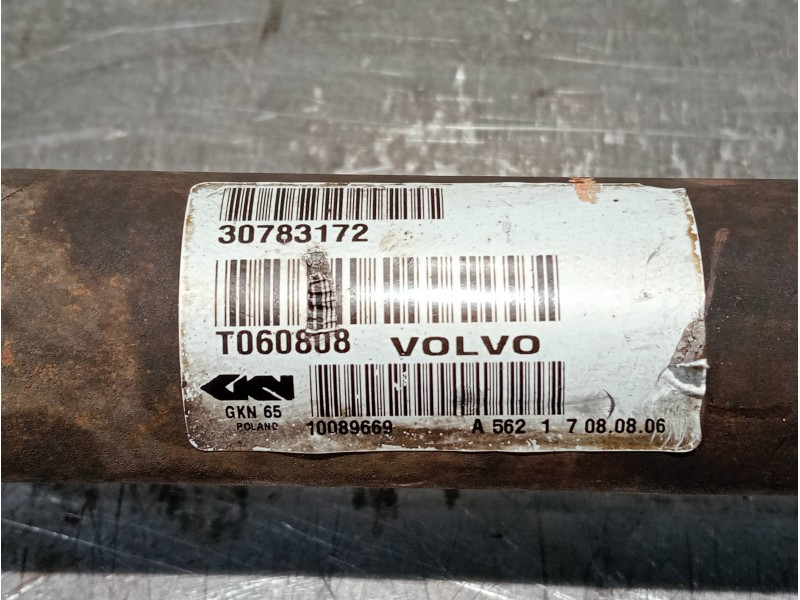 30783172
T060808 VOLVO
GKN
GKN 65
POLAND
10089669 A 562 1 7 08.08.06